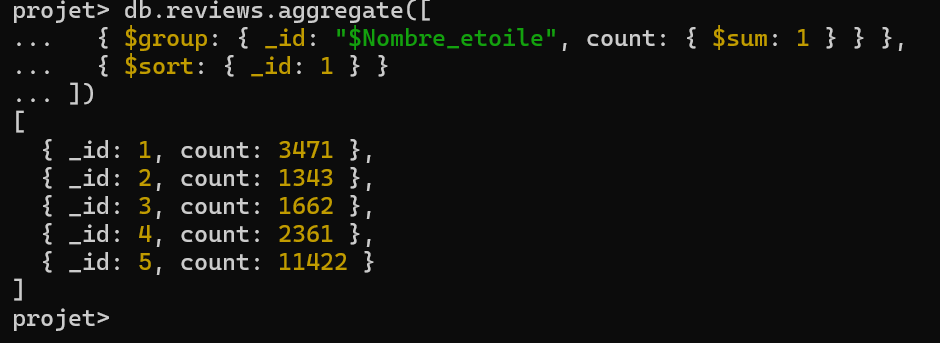 projet> db.reviews.aggregate([
...   { $group: { _id: "$Nombre_etoile", count: { $sum: 1 } } },
...   { $sort: { _id: 1 } }
... ])
[
  { _id: 1, count: 3471 },
  { _id: 2, count: 1343 },
  { _id: 3, count: 1662 },
  { _id: 4, count: 2361 },
  { _id: 5, count: 11422 }
]
projet>